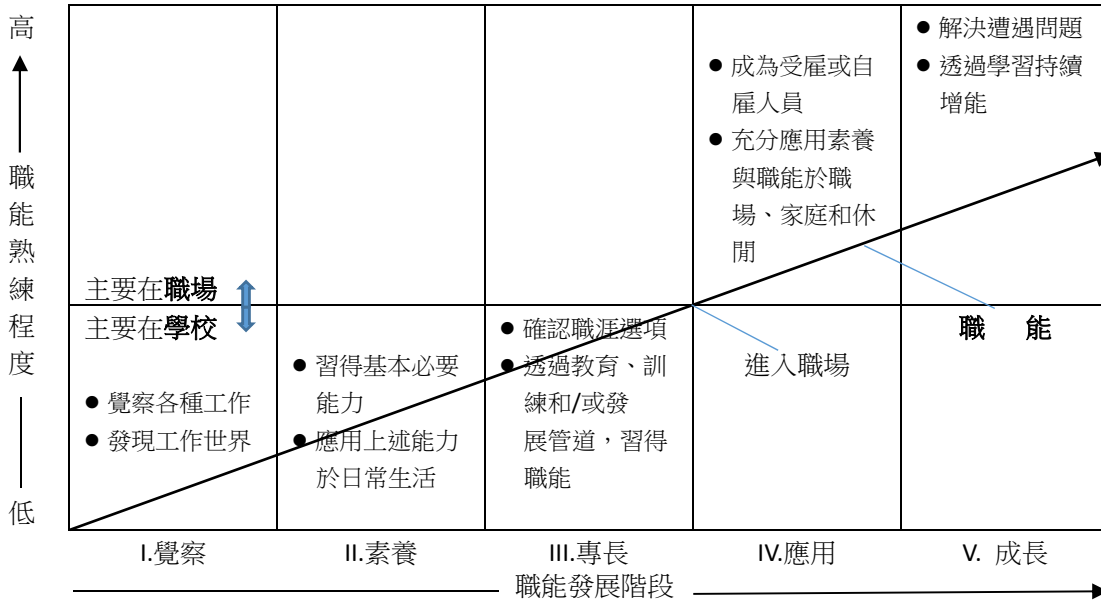 高
職能熟練程度
低
主要在職場
主要在學校
● 覺察各種工作
● 發現工作世界
● 習得基本必要
能力
● 應用上述能力
於日常生活
● 確認職涯選項
● 透過教育、訓
練和/或發
展管道，習得
職能
● 成為受雇或自
雇人員
● 充分應用素養
與職能於職
場、家庭和休
閒
進入職場
● 解決遭遇問題
● 透過學習持續
增能
職 能
I.覺察
II.素養
III.專長
IV.應用
V. 成長
職能發展階段